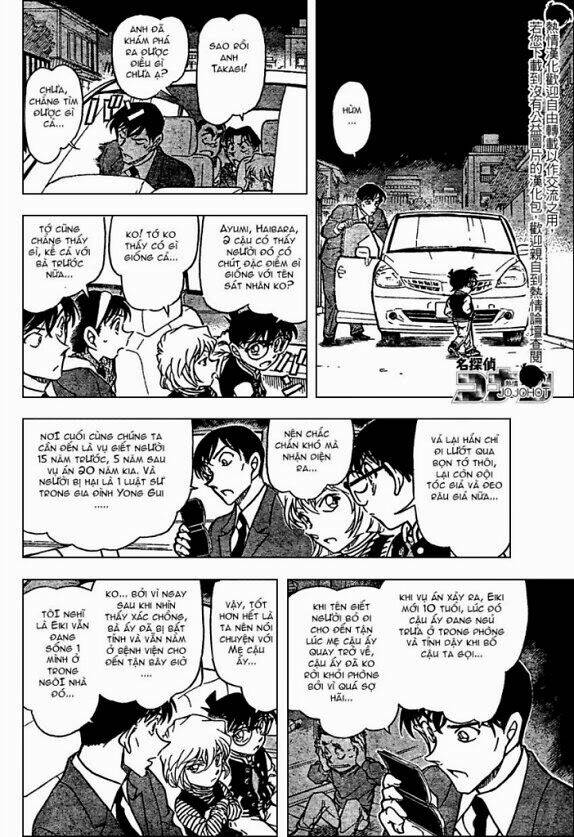 熱情漢化歡迎自由轉載以作交流之用，
若您下載到沒有公益圖片的漢化包，歡迎親自到熱情論壇查閱
HỪM
...
名探偵
コナン
熱情
JOJOHOT
SAO RỒI
ANH
TAKAGI?
ANH ĐÃ
KHÁM PHÁ
RA ĐƯỢC
ĐIỀU GÌ
CHƯA Ạ?
CHƯA,
CHẲNG TÌM
ĐƯỢC GÌ
CẢ...
AYUMI, HAIBARA,
2 CẬU CÓ THẤY
NGƯỜI ĐÓ CÓ
CHÚT ĐẶC ĐIỂM GÌ
GIỐNG VỚI TÊN
SÁT NHÂN KO?
KO! TỚ KO
THẤY CÓ GÌ
GIỐNG CẢ.
TỚ CŨNG
CHẲNG THẤY
GÌ, KỂ CẢ VỚI
BÀ TRƯỚC
NỮA...
VẢ LẠI HẮN CHỈ
ĐI LƯỚT QUA
BỌN TỚ THÔI,
LẠI CÒN ĐỘI
TÓC GIẢ VÀ ĐEO
RÂU GIẢ NỮA...
NÊN CHẮC
CHẮN KHÓ MÀ
NHẬN DIỆN
RA...
NƠI CUỐI CÙNG CHÚNG TA
CẦN ĐẾN LÀ VỤ GIẾT NGƯỜI
15 NĂM TRƯỚC, 5 NĂM SAU
VỤ ÁN 20 NĂM KIA. VÀ
NGƯỜI BỊ HẠI LÀ 1 LUẬT SƯ
TRONG GIA ĐÌNH YONG GUI
.....
KHI VỤ ÁN XẢY RA, EIKI
MỚI 10 TUỔI, LÚC ĐÓ
CẬU ẤY ĐANG NGỦ
TRƯA Ở TRONG PHÒNG
VÀ TỈNH DẬY KHI BỐ
CẬU TA GỌI...
KHI TÊN GIẾT
NGƯỜI BỎ ĐI
CHO ĐẾN TẬN
LÚC MẸ CẬU ẤY
QUAY TRỞ VỀ,
CẬU ẤY ĐÃ KO
RỜI KHỎI PHÒNG
BỞI VÌ QUÁ SỢ
HÃI...
VẬY, TỐT
HƠN HẾT LÀ
TA NÊN NÓI
CHUYỆN VỚI
MẸ CẬU
ẤY...
KO... BỞI VÌ NGAY
SAU KHI NHÌN
THẤY XÁC CHỒNG,
BÀ ẤY ĐÃ BỊ BẤT
TỈNH VÀ VẪN NẰM
Ở BỆNH VIỆN CHO
ĐẾN TẬN BÂY GIỜ
....
TÔI NGHĨ
LÀ EIKI VẪN
ĐANG
SỐNG 1
MÌNH Ở
TRONG
NGÔI NHÀ
ĐÓ...